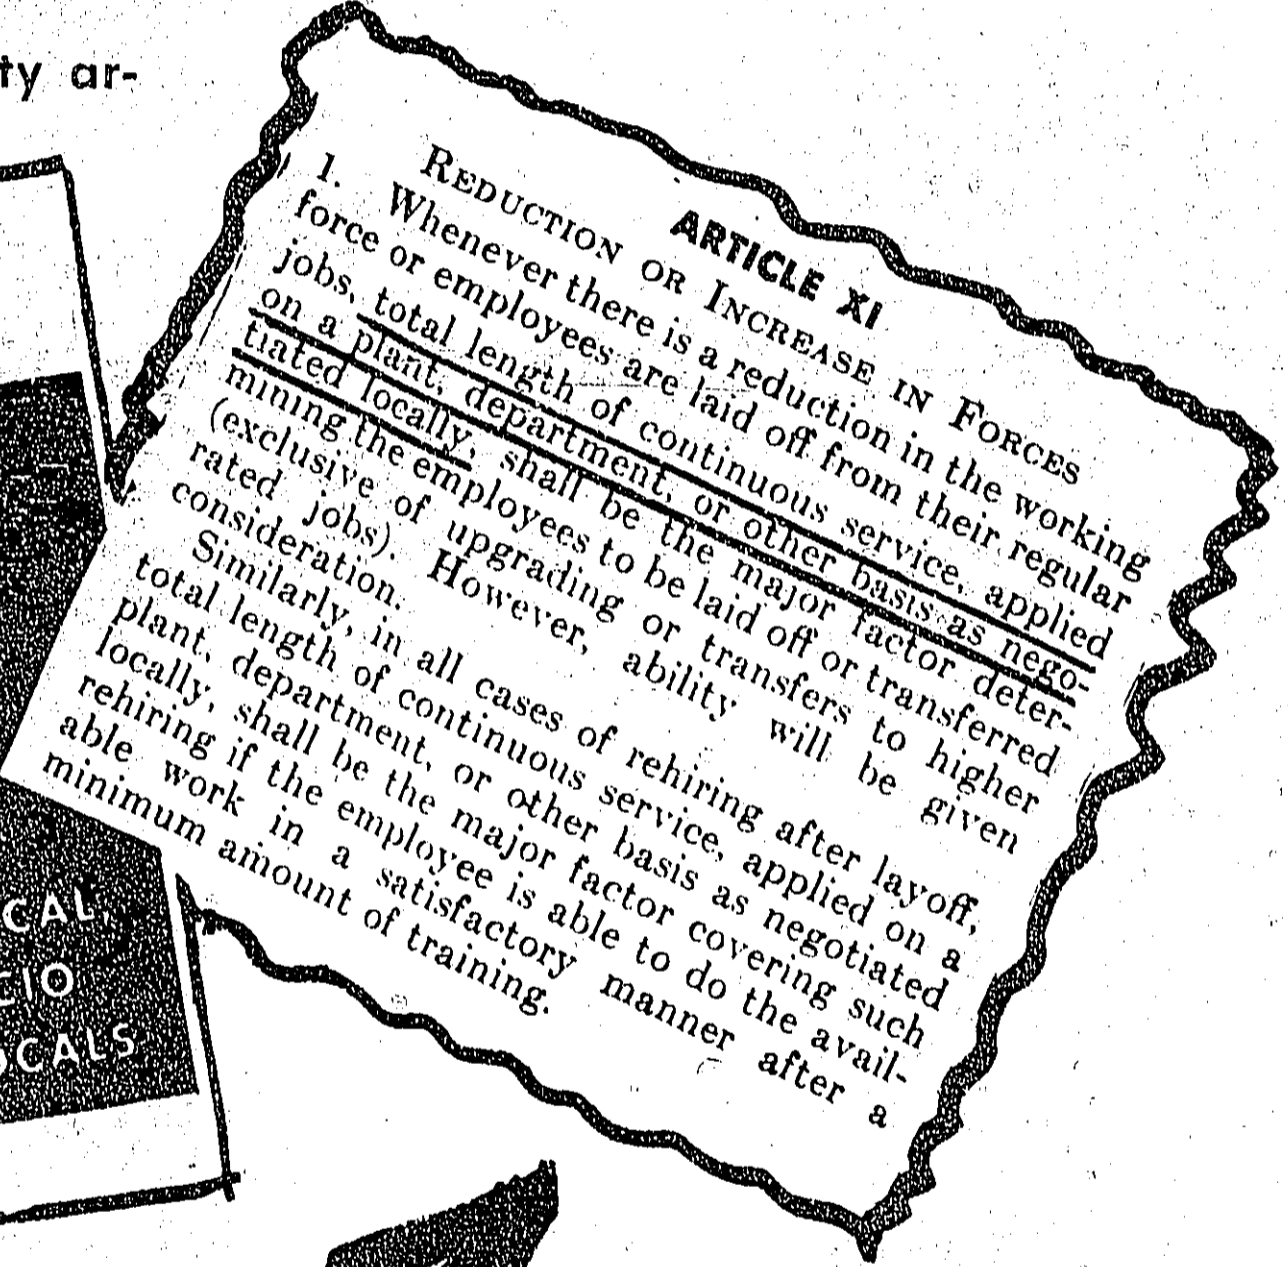 ty ar-
ARTICLE XI
REDUCTION OR INCREASE IN FORCES
1. Whenever there is a reduction in the working
force or employees are laid off from their regular
jobs, total length of continuous service, applied
on a plant, department, or other basis as nego-
tiated locally, shall be the major factor deter-
mining the employees to be laid off or transferred
(exclusive of upgrading or transfers to higher
rated jobs). However, ability will be given
consideration.
Similarly, in all cases of rehiring after layoff,
total length of continuous service, applied on a
plant, department, or other basis as negotiated
locally, shall be the major factor covering such
rehiring if the employee is able to do the avail-
able work in a satisfactory manner after a
minimum amount of training.
CAL
CIO
OCALS